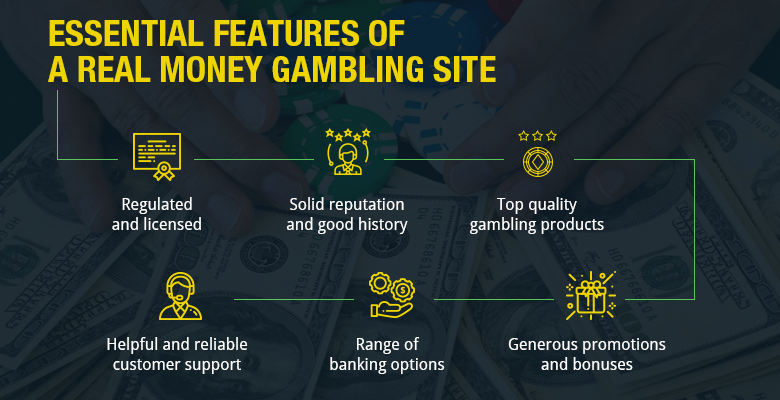 ESSENTIAL FEATURES OF
A REAL MONEY GAMBLING SITE
Regulated
and licensed
Solid reputation
and good history
Top quality
gambling products
Helpful and reliable
customer support
Range of
banking options
Generous promotions
and bonuses